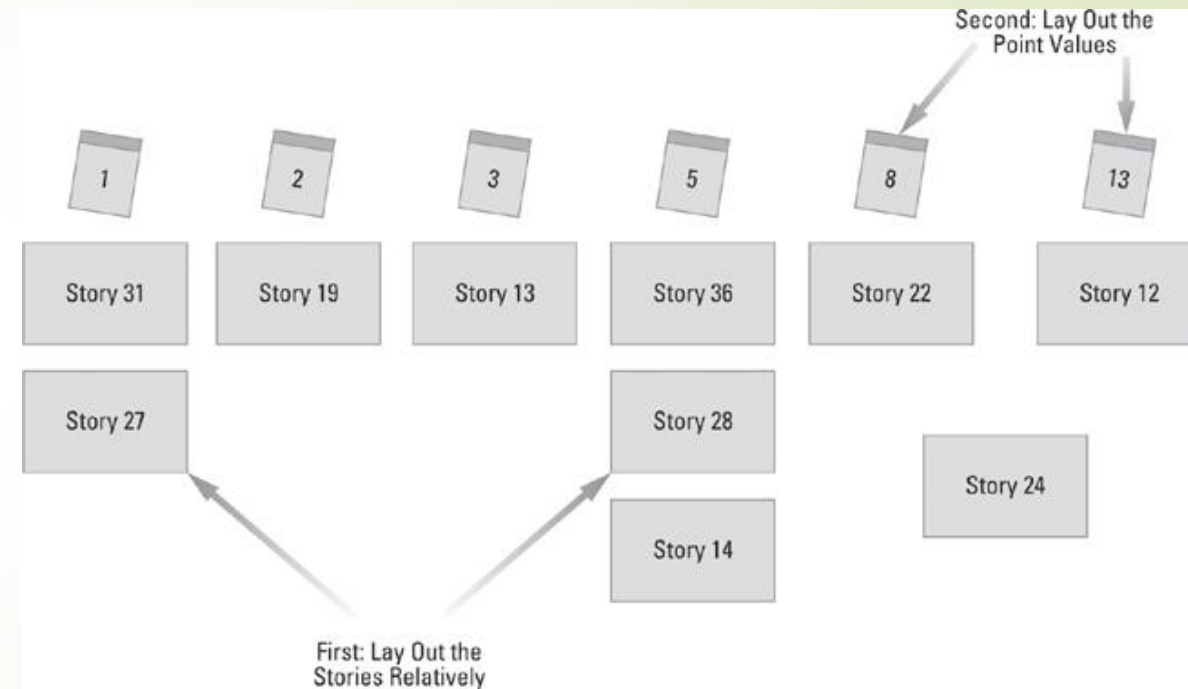 Second: Lay Out the
Point Values
1
2
3
5
8
13
Story 31
Story 19
Story 13
Story 36
Story 22
Story 12
Story 27
Story 28
Story 24
Story 14
First: Lay Out the
Stories Relatively